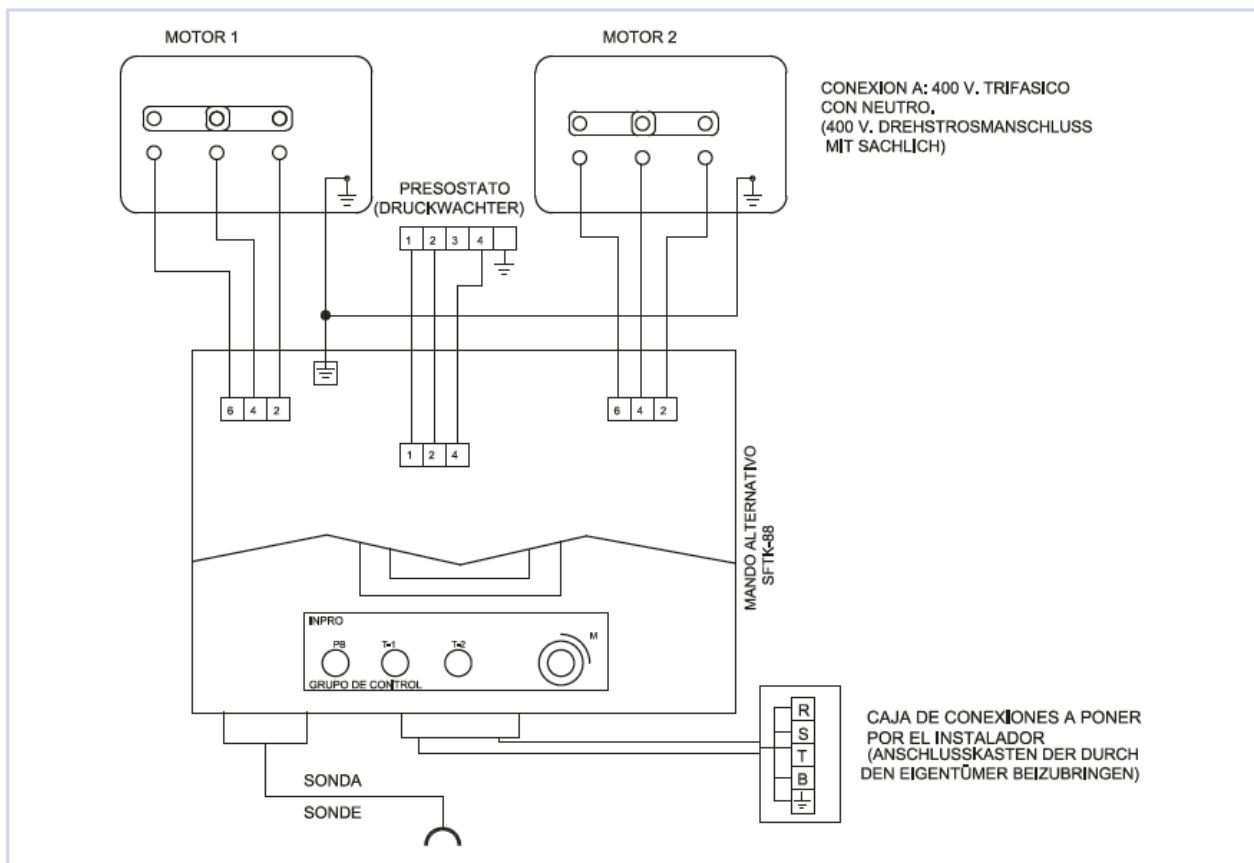 MOTOR 1
MOTOR 2
CONEXION A: 400 V. TRIFASICO
CON NEUTRO.
(400 V. DREHSTROSMANSCHLUSS
MIT SACHLICH)
PRESOSTATO
(DRUCKWACHTER)
1 2 3 4
6 4 2
6 4 2
1 2 4
MANDO ALTERNATIVO
SFTK-88
INPRO
PB T-1 T-2 M
GRUPO DE CONTROL
R
S
T
B
CAJA DE CONEXIONES A PONER
POR EL INSTALADOR
(ANSCHLUSSKASTEN DER DURCH
DEN EIGENTÜMER BEIZUBRINGEN)
SONDA
SONDE